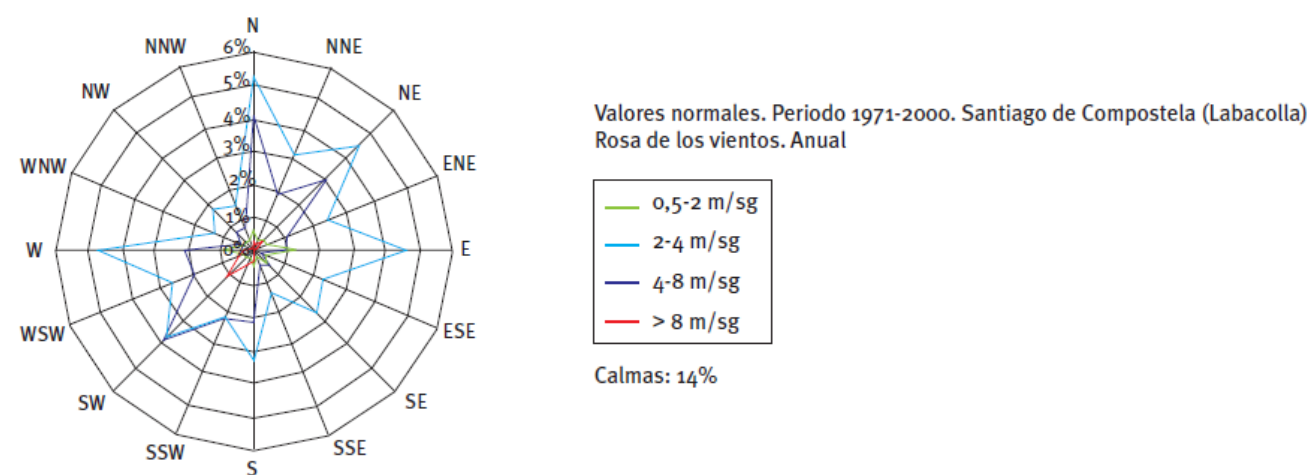 N
NNE
NE
ENE
E
ESE
SE
SSE
S
SSW
SW
WSW
W
WNW
NW
NNW
6%
5%
4%
3%
2%
1%
0%
Valores normales. Periodo 1971-2000. Santiago de Compostela (Labacolla)
Rosa de los vientos. Anual
0,5-2 m/sg
2-4 m/sg
4-8 m/sg
> 8 m/sg
Calmas: 14%